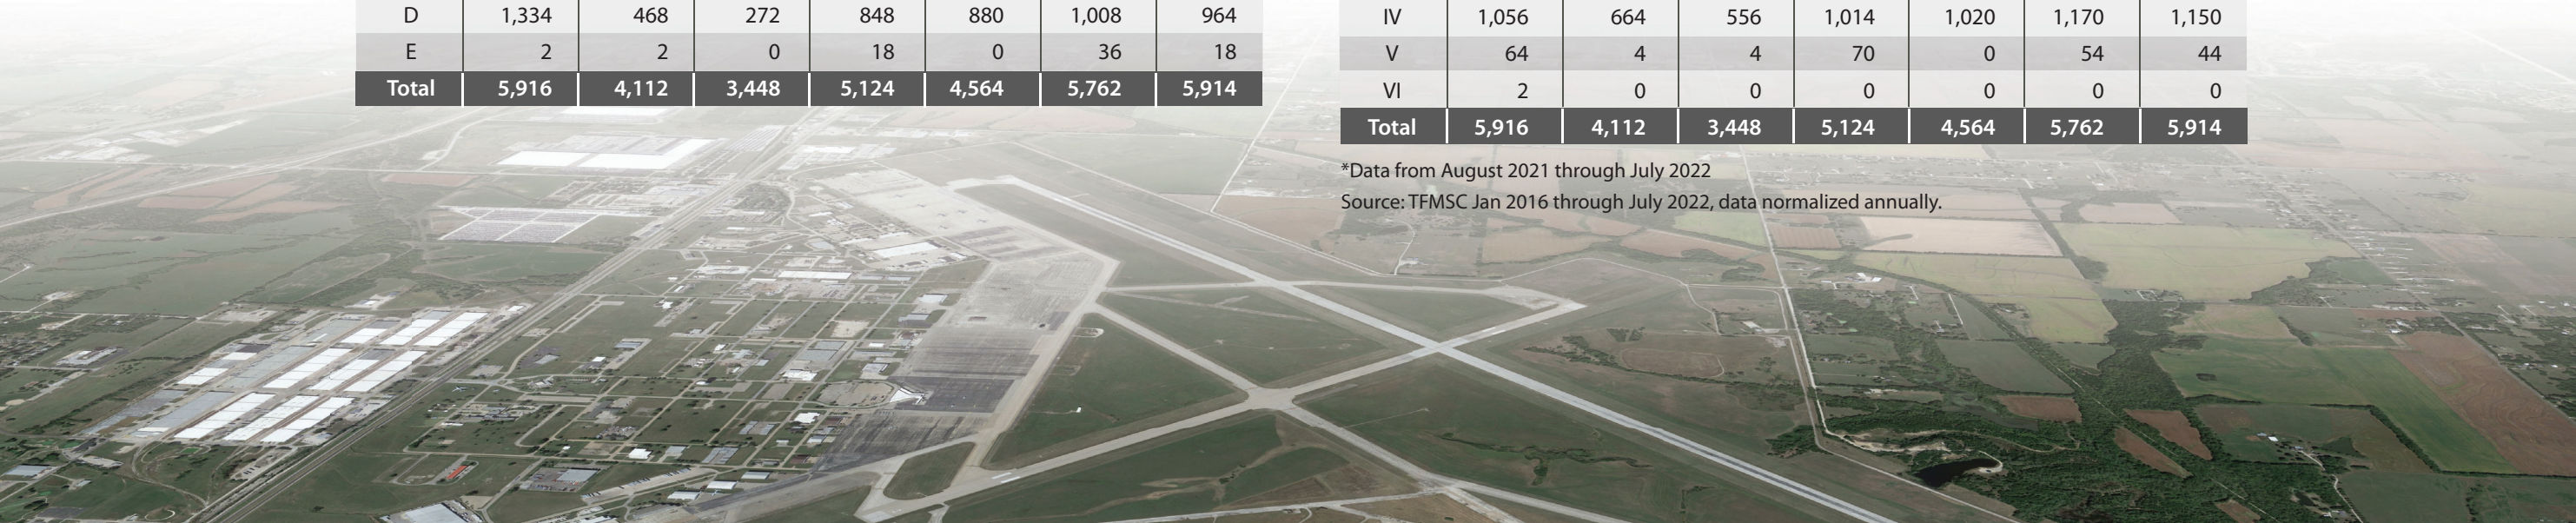 D 1,334 468 272 848 880 1,008 964
E 2 2 0 18 0 36 18
Total 5,916 4,112 3,448 5,124 4,564 5,762 5,914
IV 1,056 664 556 1,014 1,020 1,170 1,150
V 64 4 4 70 0 54 44
VI 2 0 0 0 0 0 0
Total 5,916 4,112 3,448 5,124 4,564 5,762 5,914
*Data from August 2021 through July 2022
Source: TFMSC Jan 2016 through July 2022, data normalized annually.